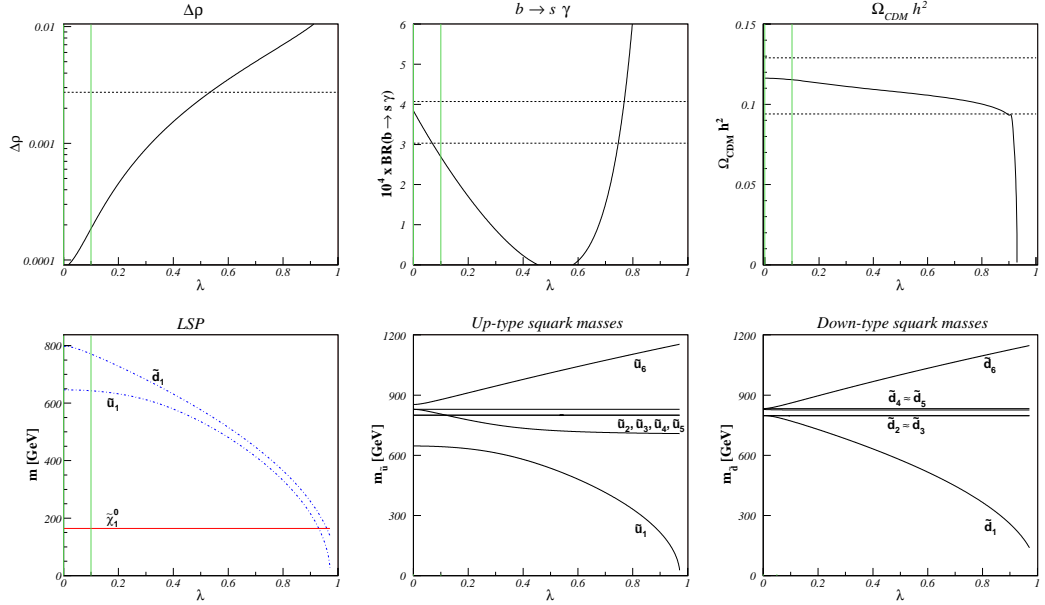 Δρ
0.01
0.001
0.0001
Δρ
0 0.2 0.4 0.6 0.8 1
λ
b → s γ
6
5
4
3
2
1
0
10⁴ x BR(b → s γ)
0 0.2 0.4 0.6 0.8 1
λ
Ω_CDM h²
0.15
0.1
0.05
0
Ω_CDM h²
0 0.2 0.4 0.6 0.8 1
λ
LSP
800
600
400
200
0
m [GeV]
d̃₁
ũ₁
χ̃₁⁰
0 0.2 0.4 0.6 0.8 1
λ
Up-type squark masses
1200
900
600
300
0
m_ũ [GeV]
ũ₆
ũ₂, ũ₃, ũ₄, ũ₅
ũ₁
0 0.2 0.4 0.6 0.8 1
λ
Down-type squark masses
1200
900
600
300
0
m_d̃ [GeV]
d̃₆
d̃₄ ≈ d̃₅
d̃₂ ≈ d̃₃
d̃₁
0 0.2 0.4 0.6 0.8 1
λ